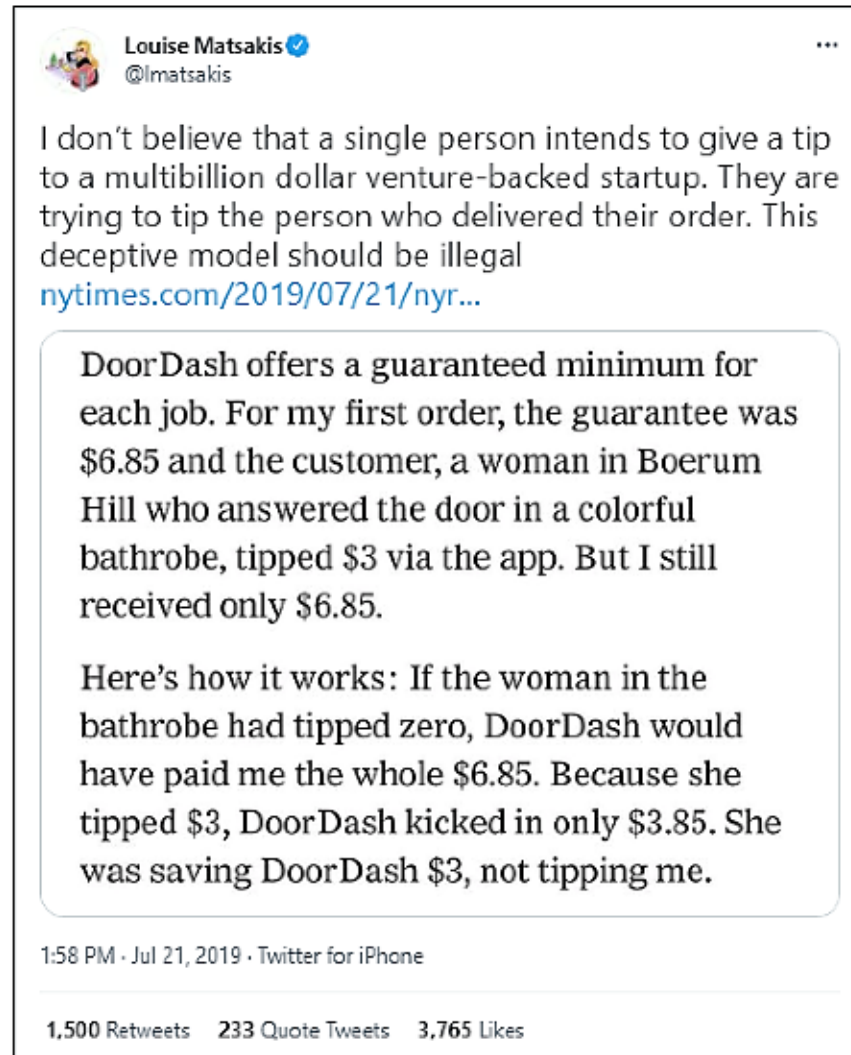 Louise Matsakis
@lmatsakis
I don't believe that a single person intends to give a tip
to a multibillion dollar venture-backed startup. They are
trying to tip the person who delivered their order. This
deceptive model should be illegal
nytimes.com/2019/07/21/nyr...
DoorDash offers a guaranteed minimum for
each job. For my first order, the guarantee was
$6.85 and the customer, a woman in Boerum
Hill who answered the door in a colorful
bathrobe, tipped $3 via the app. But I still
received only $6.85.
Here's how it works: If the woman in the
bathrobe had tipped zero, DoorDash would
have paid me the whole $6.85. Because she
tipped $3, DoorDash kicked in only $3.85. She
was saving DoorDash $3, not tipping me.
1:58 PM · Jul 21, 2019 · Twitter for iPhone
1,500 Retweets 233 Quote Tweets 3,765 Likes